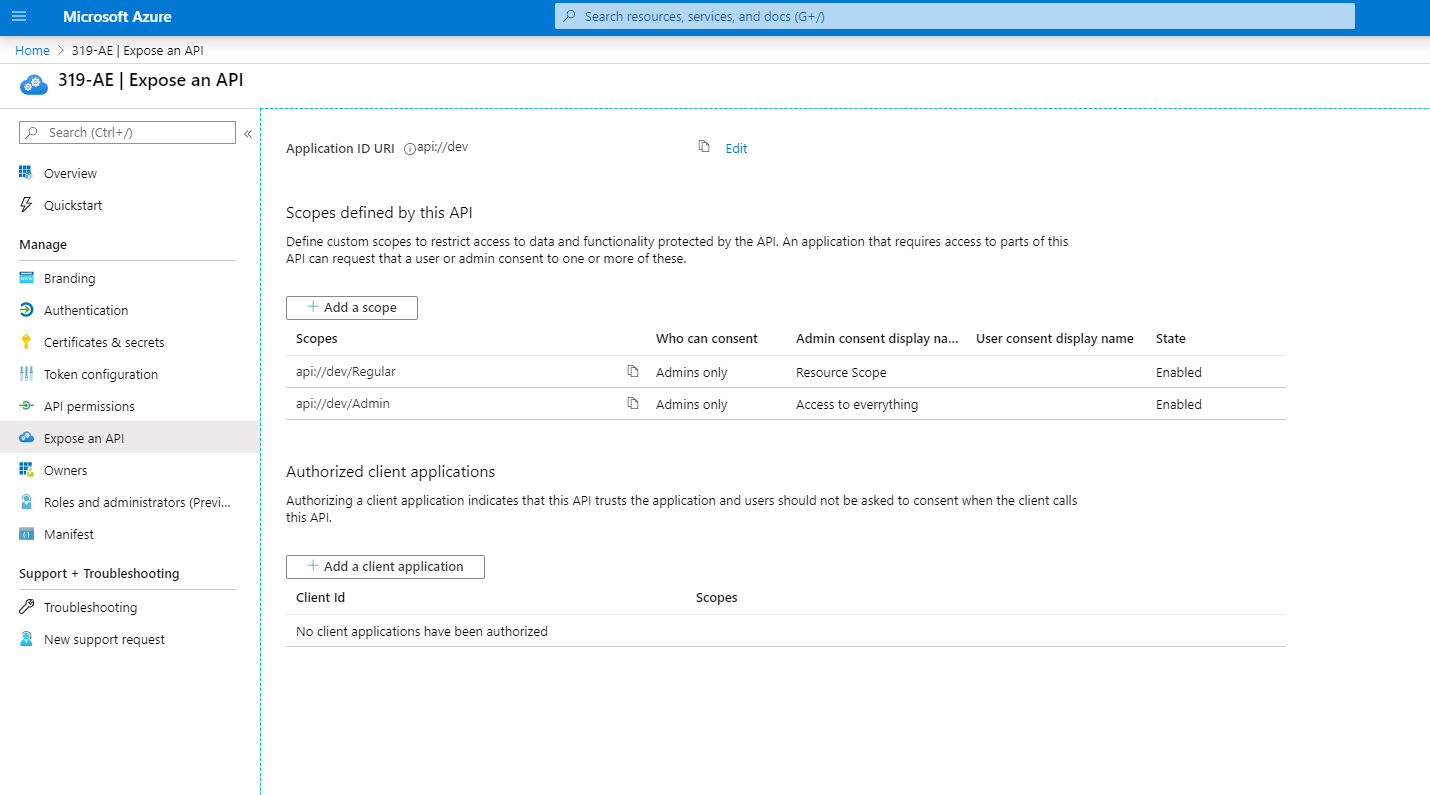 Microsoft Azure
Search resources, services, and docs (G+/)
Home > 319-AE | Expose an API
319-AE | Expose an API
Search (Ctrl+/)
«
Overview
Quickstart
Manage
Branding
Authentication
Certificates & secrets
Token configuration
API permissions
Expose an API
Owners
Roles and administrators (Previ...
Manifest
Support + Troubleshooting
Troubleshooting
New support request
Application ID URI api://dev Edit
Scopes defined by this API
Define custom scopes to restrict access to data and functionality protected by the API. An application that requires access to parts of this
API can request that a user or admin consent to one or more of these.
+ Add a scope
Scopes Who can consent Admin consent display na... User consent display name State
api://dev/Regular Admins only Resource Scope Enabled
api://dev/Admin Admins only Access to everrything Enabled
Authorized client applications
Authorizing a client application indicates that this API trusts the application and users should not be asked to consent when the client calls
this API.
+ Add a client application
Client Id Scopes
No client applications have been authorized